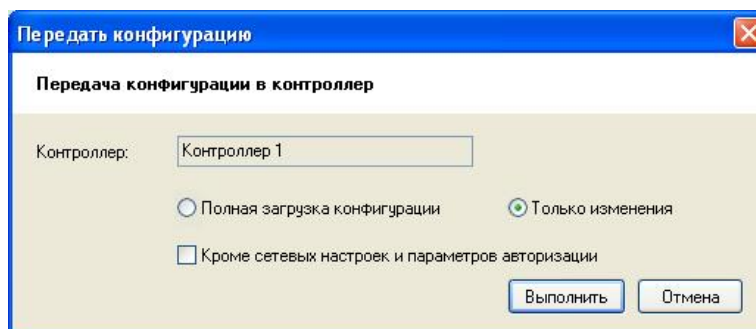 Передать конфигурацию
Передача конфигурации в контроллер
Контроллер: Контроллер 1
Полная загрузка конфигурации Только изменения
Кроме сетевых настроек и параметров авторизации
Выполнить Отмена